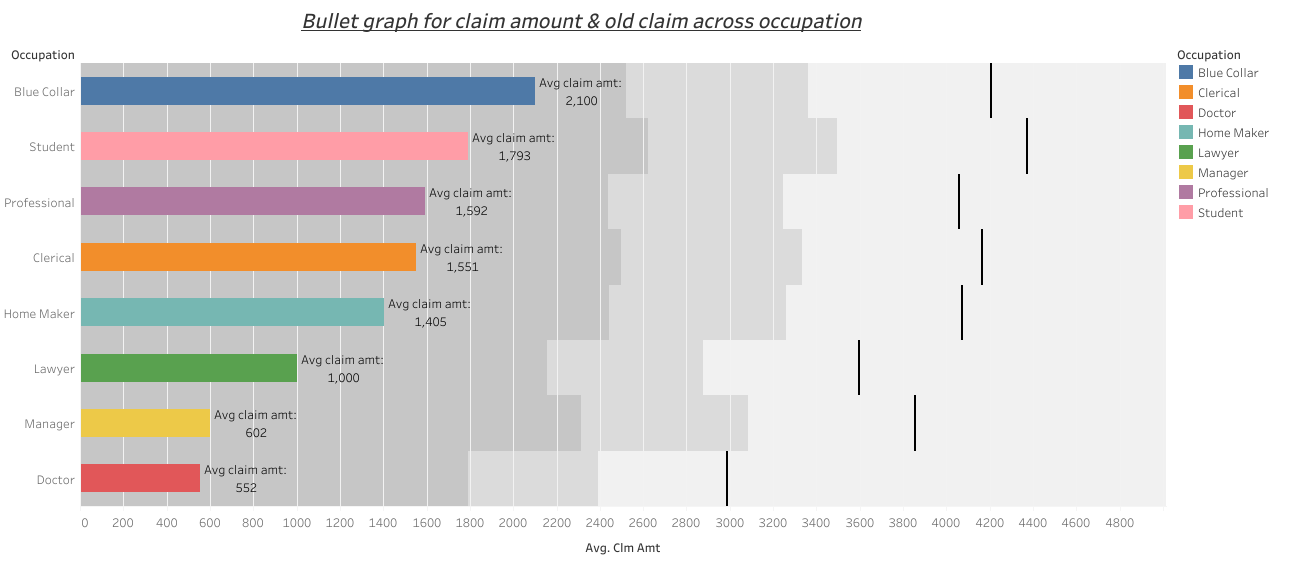 Bullet graph for claim amount & old claim across occupation
Occupation
Blue Collar
Avg claim amt:
2,100
Student
Avg claim amt:
1,793
Professional
Avg claim amt:
1,592
Clerical
Avg claim amt:
1,551
Home Maker
Avg claim amt:
1,405
Lawyer
Avg claim amt:
1,000
Manager
Avg claim amt:
602
Doctor
Avg claim amt:
552
0 200 400 600 800 1000 1200 1400 1600 1800 2000 2200 2400 2600 2800 3000 3200 3400 3600 3800 4000 4200 4400 4600 4800
Avg. Clm Amt
Occupation
Blue Collar
Clerical
Doctor
Home Maker
Lawyer
Manager
Professional
Student